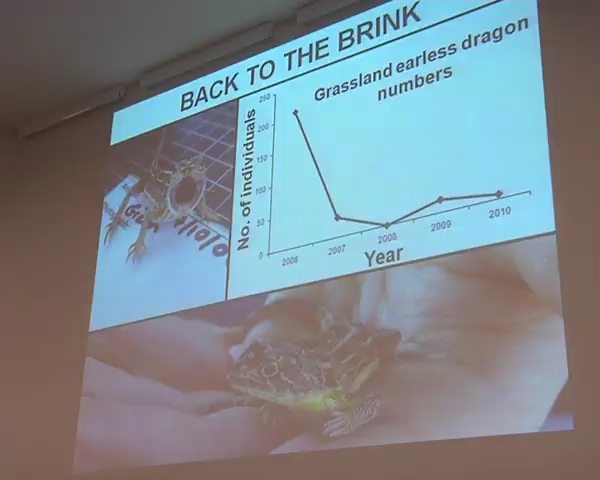 BACK TO THE BRINK
Grassland earless dragon
numbers
No. of individuals
250
200
150
100
50
0
2006
2007
2008
2009
2010
Year